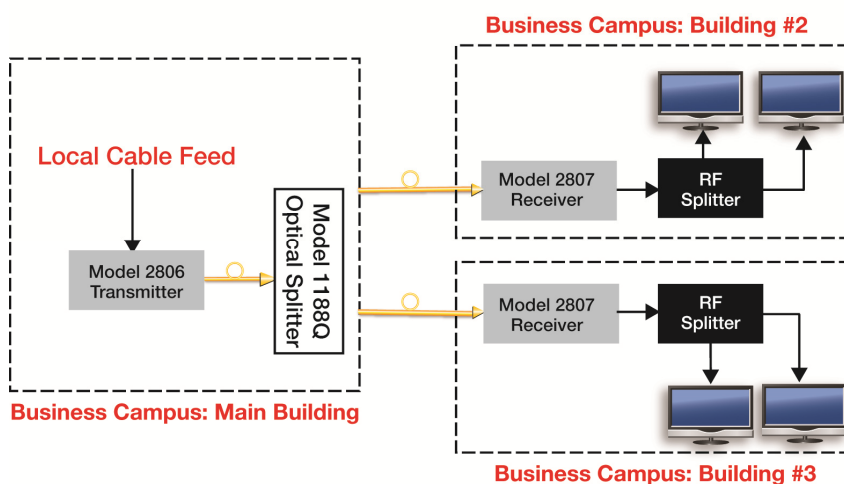 Business Campus: Building #2
Local Cable Feed
Model 2806
Transmitter
Model 1188Q
Optical Splitter
Business Campus: Main Building
Model 2807
Receiver
RF
Splitter
Model 2807
Receiver
RF
Splitter
Business Campus: Building #3